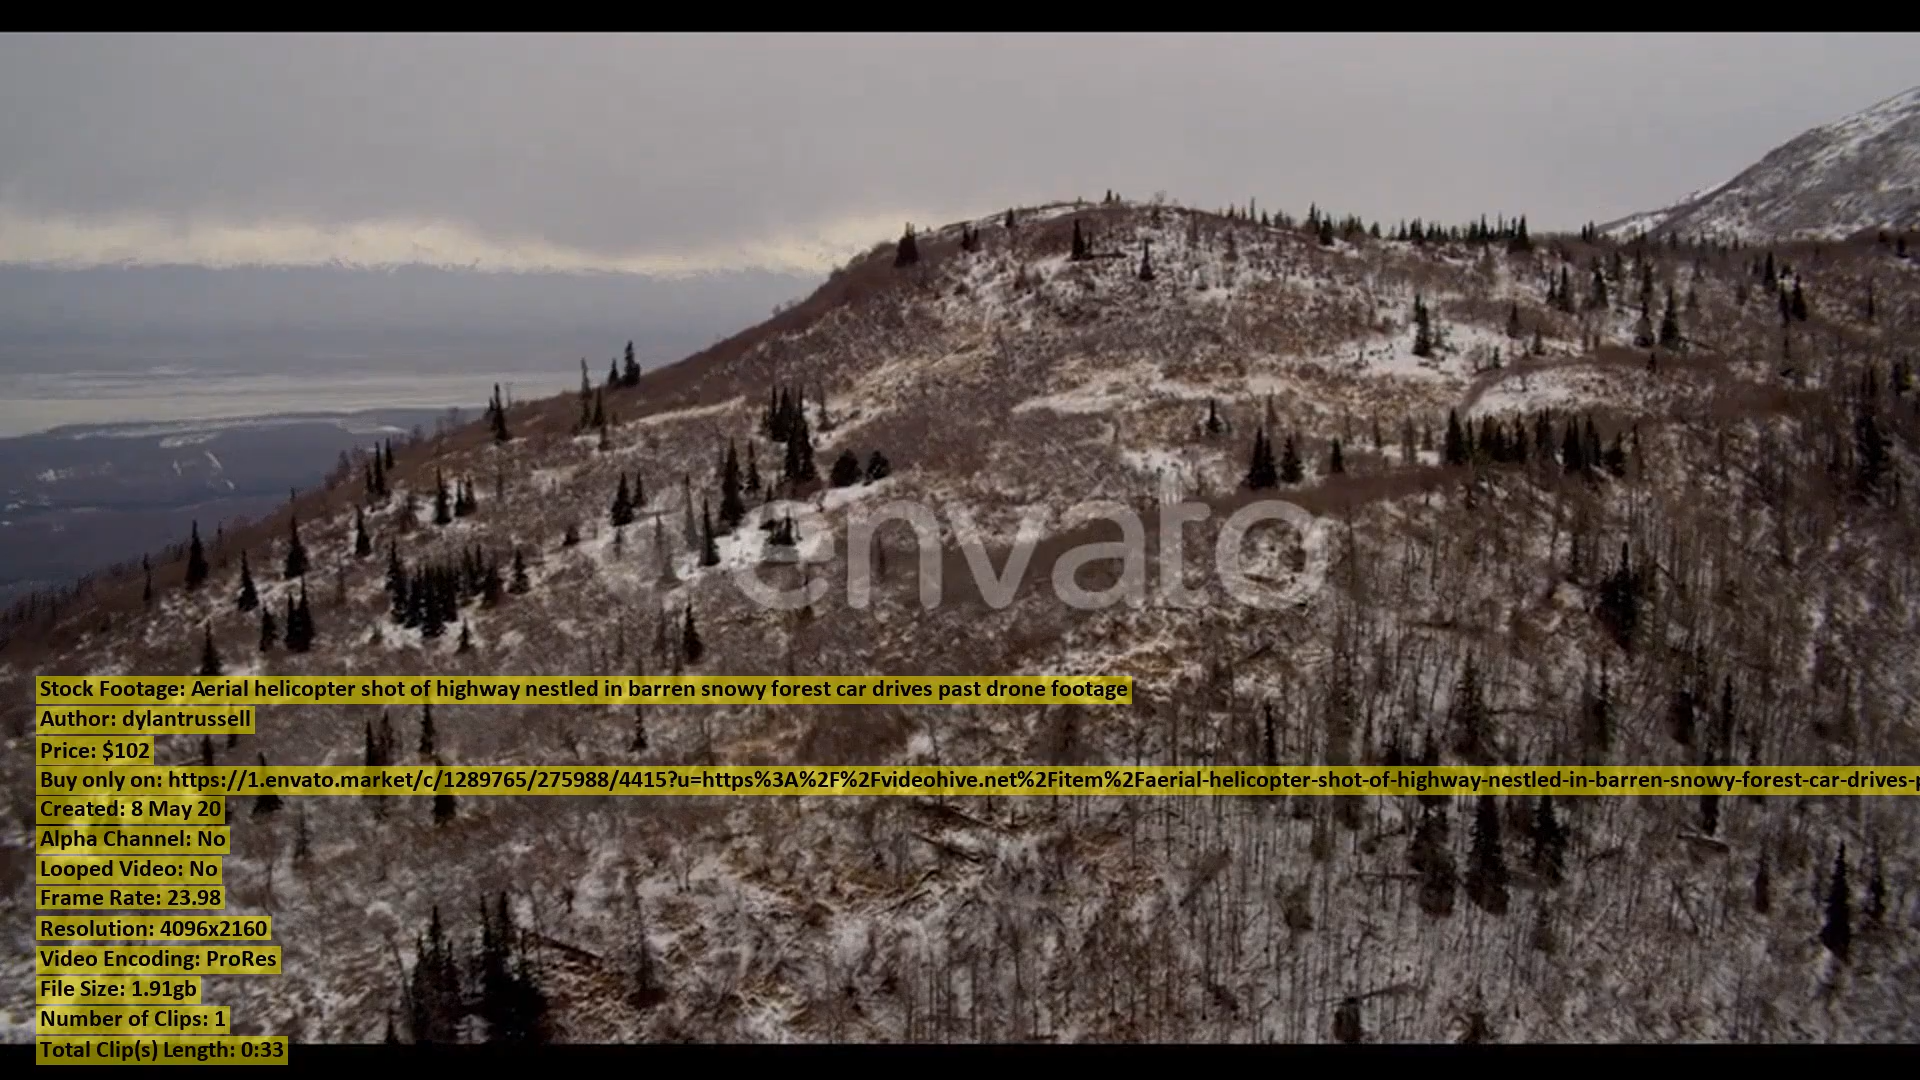 envato
Stock Footage: Aerial helicopter shot of highway nestled in barren snowy forest car drives past drone footage
Author: dylantrussell
Price: $102
Buy only on: https://1.envato.market/c/1289765/275988/4415?u=https%3A%2F%2Fvideohive.net%2Fitem%2Faerial-helicopter-shot-of-highway-nestled-in-barren-snowy-forest-car-drives-p
Created: 8 May 20
Alpha Channel: No
Looped Video: No
Frame Rate: 23.98
Resolution: 4096x2160
Video Encoding: ProRes
File Size: 1.91gb
Number of Clips: 1
Total Clip(s) Length: 0:33